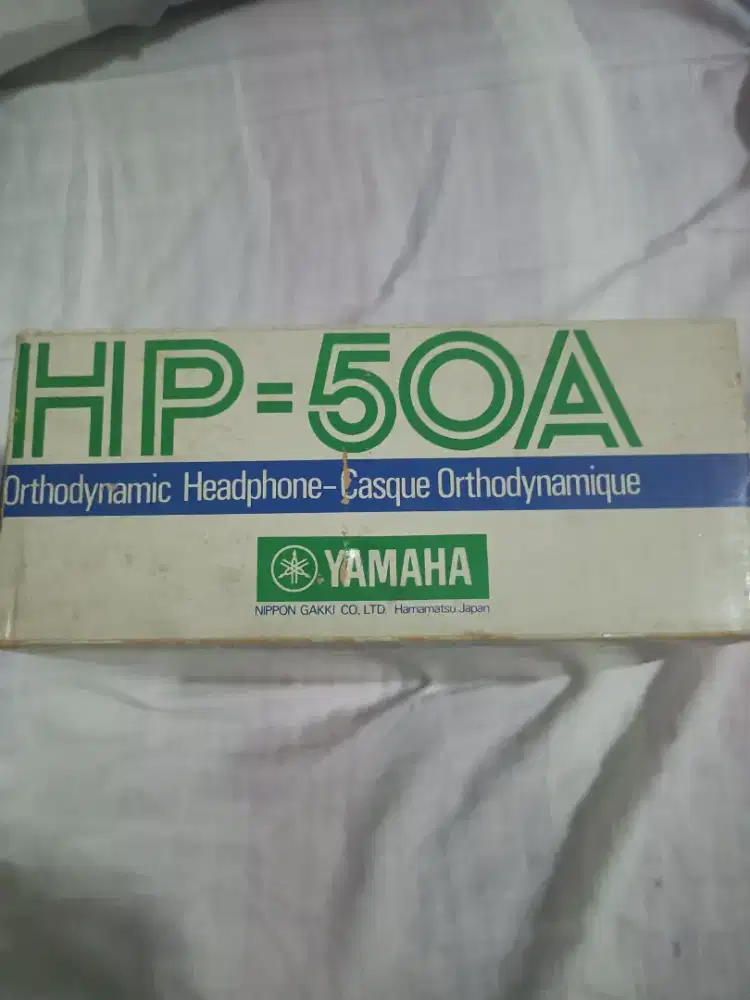 HP-50A
Orthodynamic Headphone-Casque Orthodynamique
YAMAHA
NIPPON GAKKI CO., LTD. Hamamatsu Japan